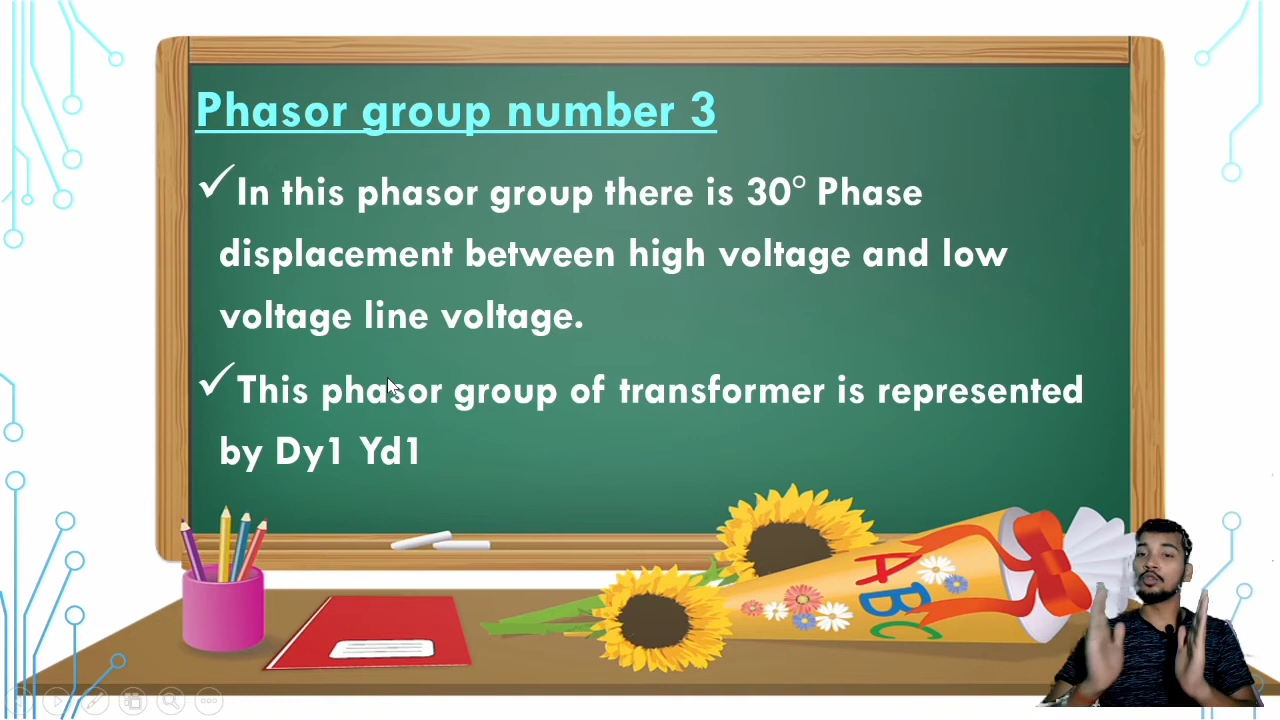 Phasor group number 3
✓In this phasor group there is 30° Phase
displacement between high voltage and low
voltage line voltage.
✓This phasor group of transformer is represented
by Dy1 Yd1
ABC